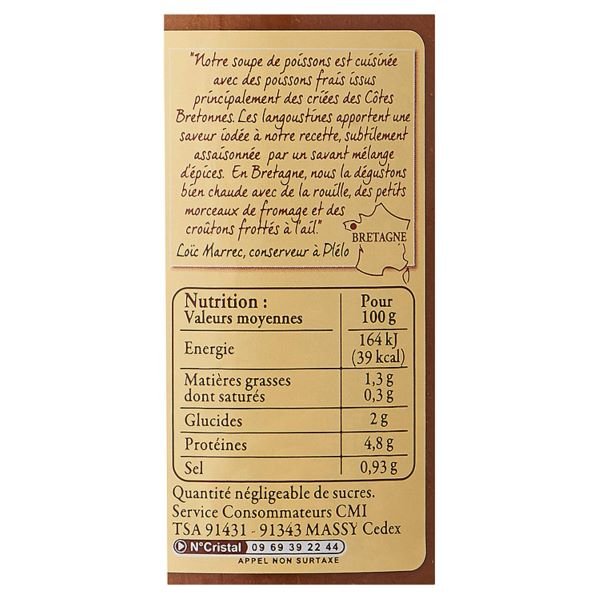 "Notre soupe de poissons est cuisinée
avec des poissons frais issus
principalement des criées des Côtes
Bretonnes. Les langoustines apportent une
saveur iodée à notre recette, subtilement
assaisonnée par un savant mélange
d'épices. En Bretagne, nous la dégustons
bien chaude avec de la rouille, des petits
morceaux de fromage et des
croûtons frottés à l'ail."
BRETAGNE
Loïc Marrec, conserveur à Plélo
Nutrition : Pour
Valeurs moyennes 100 g
Energie 164 kJ
(39 kcal)
Matières grasses 1,3 g
dont saturés 0,3 g
Glucides 2 g
Protéines 4,8 g
Sel 0,93 g
Quantité négligeable de sucres.
Service Consommateurs CMI
TSA 91431 - 91343 MASSY Cedex
N°Cristal 09 69 39 22 44
APPEL NON SURTAXE